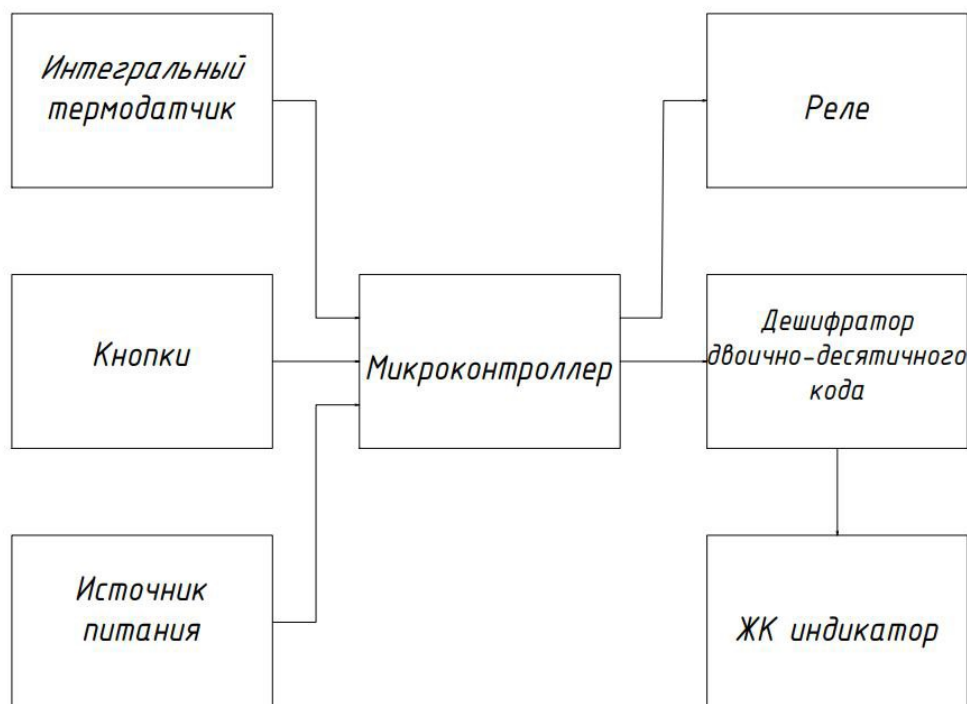 Интегральный
термодатчик
Реле
Кнопки
Микроконтроллер
Дешифратор
двоично-десятичного
кода
Источник
питания
ЖК индикатор